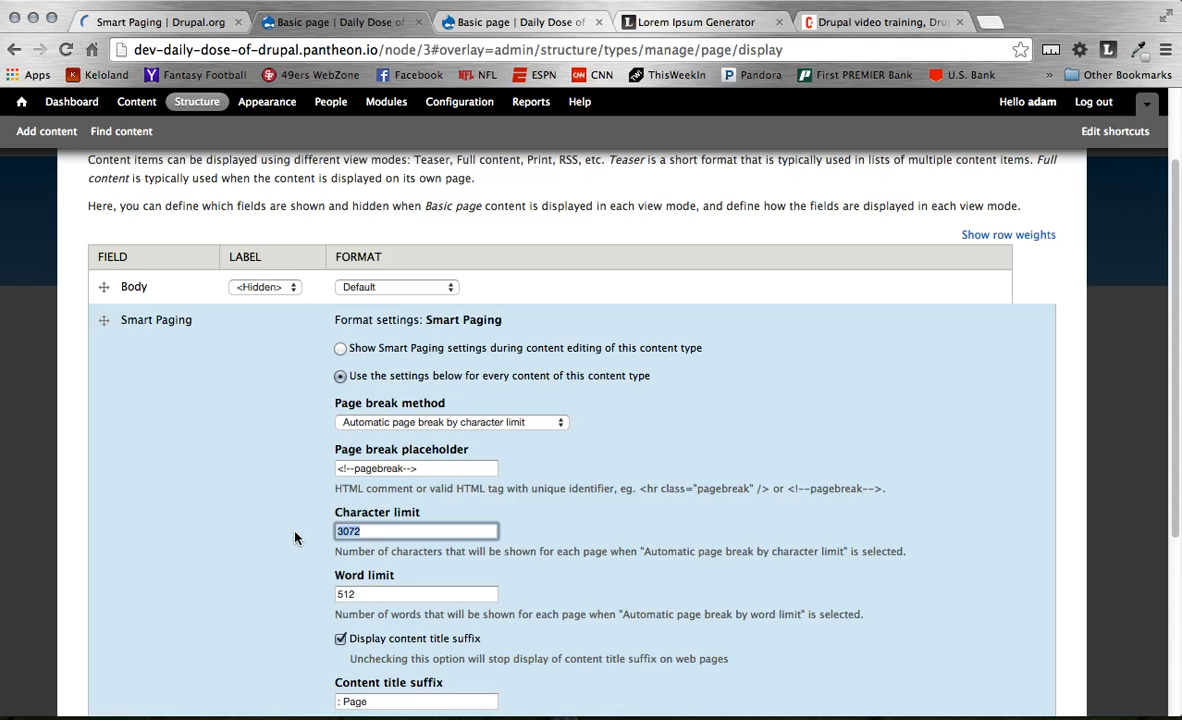 Smart Paging | Drupal.org
Basic page | Daily Dose of
Basic page | Daily Dose of
Lorem Ipsum Generator
Drupal video training, Dru
dev-daily-dose-of-drupal.pantheon.io/node/3#overlay=admin/structure/types/manage/page/display
Apps Keloland Fantasy Football 49ers WebZone Facebook NFL ESPN CNN ThisWeekIn Pandora First PREMIER Bank U.S. Bank » Other Bookmarks
Dashboard Content Structure Appearance People Modules Configuration Reports Help Hello adam Log out
Add content Find content Edit shortcuts
Content items can be displayed using different view modes: Teaser, Full content, Print, RSS, etc. Teaser is a short format that is typically used in lists of multiple content items. Full
content is typically used when the content is displayed on its own page.
Here, you can define which fields are shown and hidden when Basic page content is displayed in each view mode, and define how the fields are displayed in each view mode.
Show row weights
FIELD LABEL FORMAT
Body <Hidden> Default
Smart Paging Format settings: Smart Paging
Show Smart Paging settings during content editing of this content type
Use the settings below for every content of this content type
Page break method
Automatic page break by character limit
Page break placeholder
<!--pagebreak-->
HTML comment or valid HTML tag with unique identifier, eg. <hr class="pagebreak" /> or <!--pagebreak-->.
Character limit
3072
Number of characters that will be shown for each page when "Automatic page break by character limit" is selected.
Word limit
512
Number of words that will be shown for each page when "Automatic page break by word limit" is selected.
Display content title suffix
Unchecking this option will stop display of content title suffix on web pages
Content title suffix
: Page